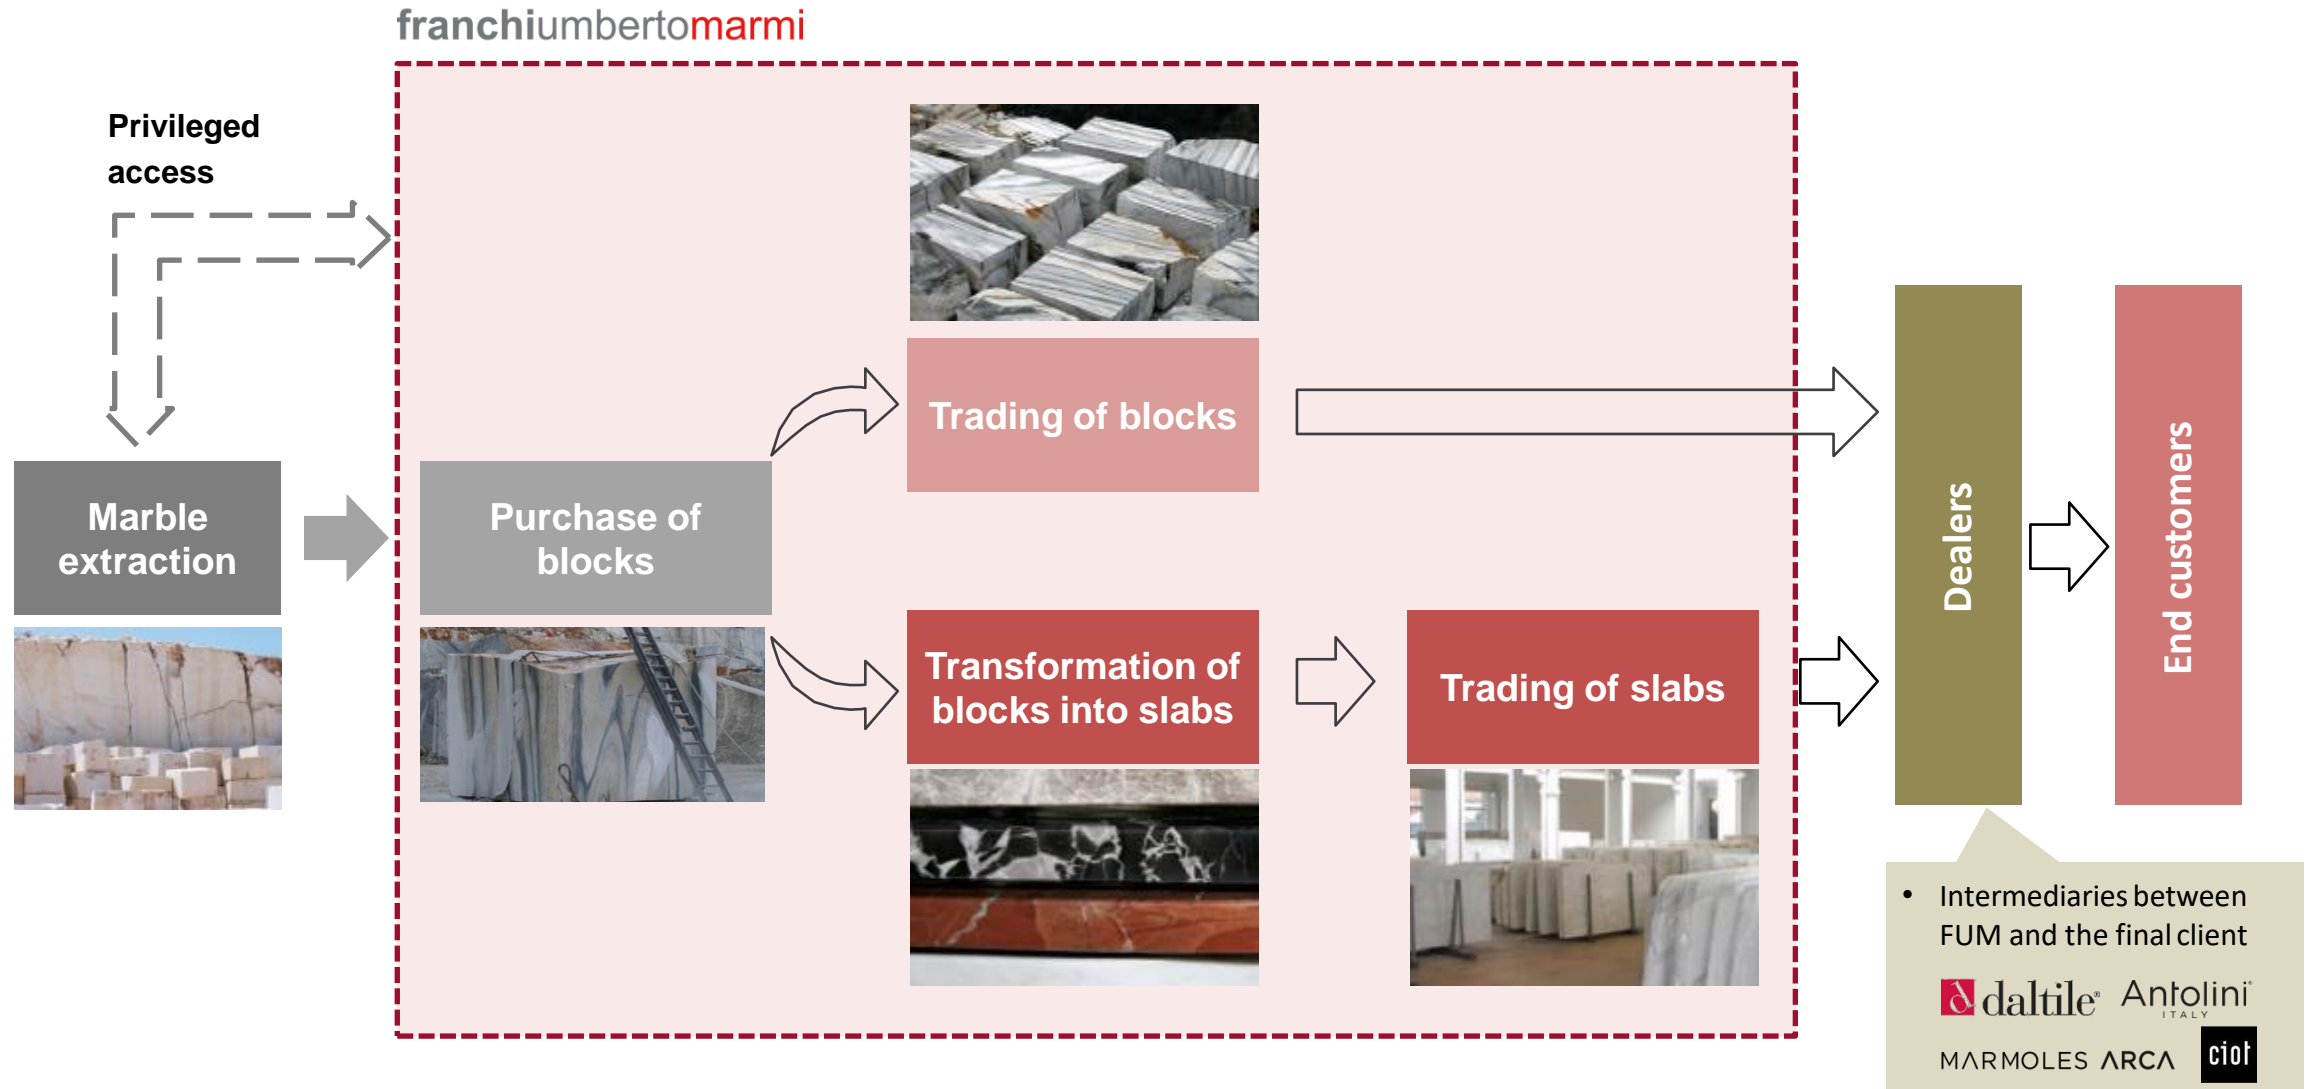 franchiumbertomarmi
Privileged
access
Marble
extraction
Purchase of
blocks
Trading of blocks
Transformation of
blocks into slabs
Trading of slabs
Dealers
End customers
• Intermediaries between
FUM and the final client
daltile®
Antolini®
ITALY
MARMOLES ARCA
ciot